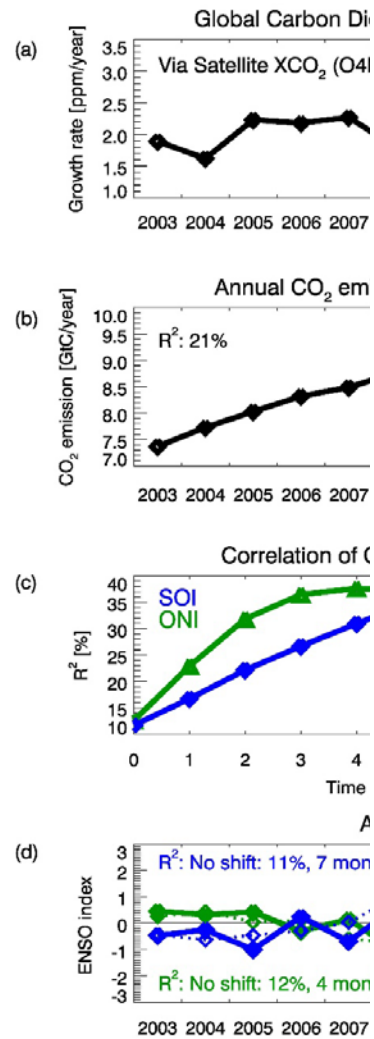 Global Carbon Di
(a)
Via Satellite XCO₂ (O4
Growth rate [ppm/year]
3.5
3.0
2.5
2.0
1.5
1.0
2003 2004 2005 2006 2007
Annual CO₂ em
(b)
R²: 21%
CO₂ emission [GtC/year]
10.0
9.5
9.0
8.5
8.0
7.5
7.0
2003 2004 2005 2006 2007
Correlation of
(c)
SOI
ONI
R² [%]
40
35
30
25
20
15
10
0 1 2 3 4
Time
A
(d)
R²: No shift: 11%, 7 mon
ENSO index
3
2
1
0
-1
-2
-3
R²: No shift: 12%, 4 mon
2003 2004 2005 2006 2007